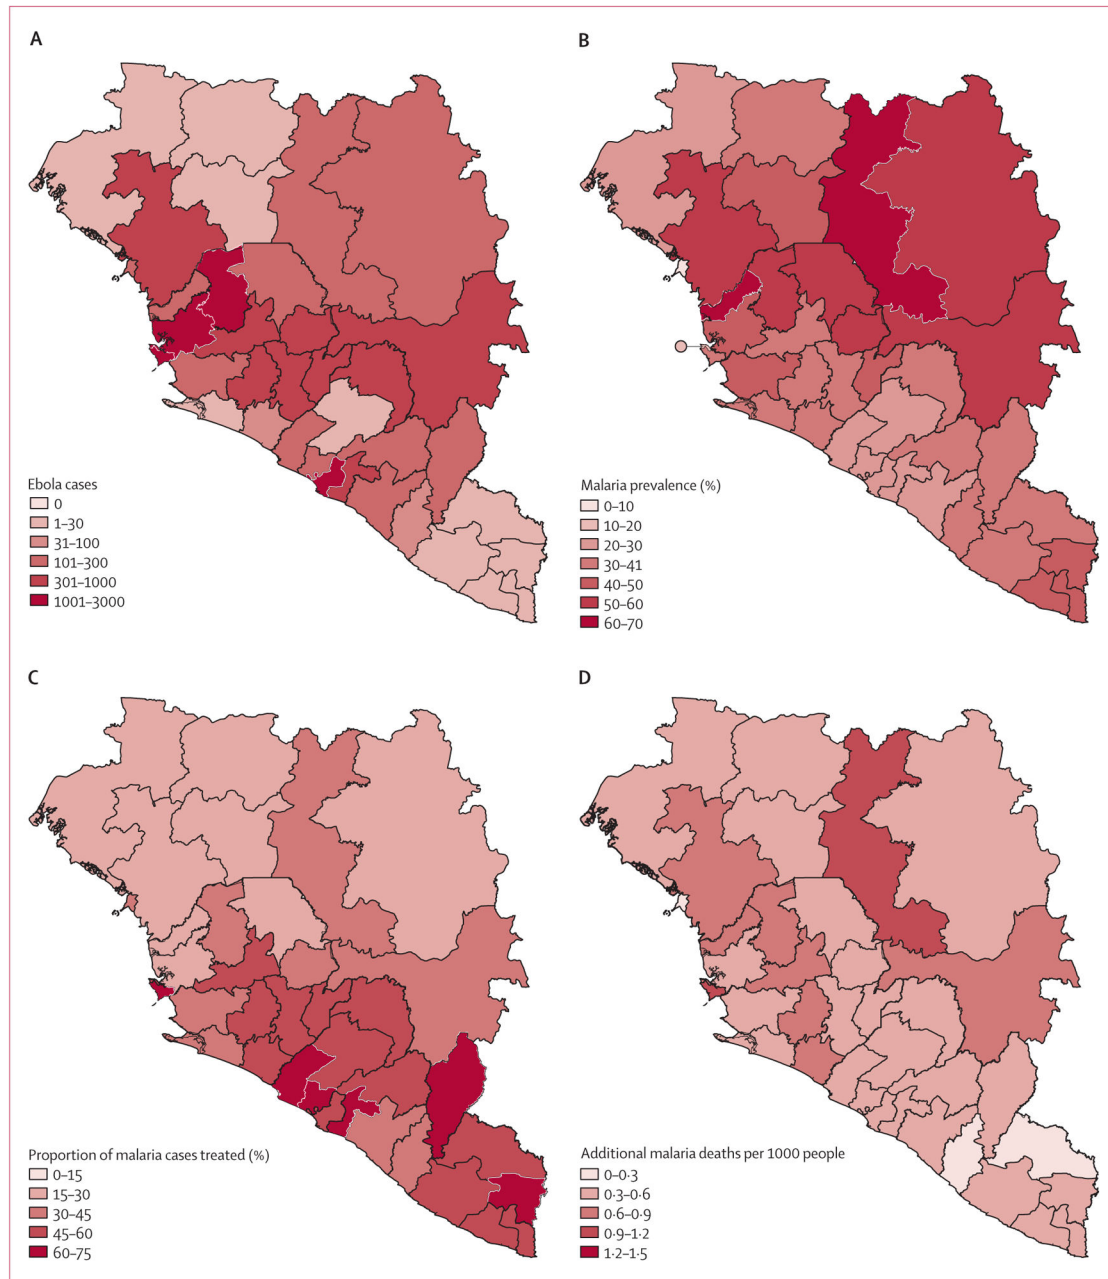 A
B
Ebola cases
0
1–30
31–100
101–300
301–1000
1001–3000
Malaria prevalence (%)
0–10
10–20
20–30
30–41
40–50
50–60
60–70
C
D
Proportion of malaria cases treated (%)
0–15
15–30
30–45
45–60
60–75
Additional malaria deaths per 1000 people
0–0·3
0·3–0·6
0·6–0·9
0·9–1·2
1·2–1·5